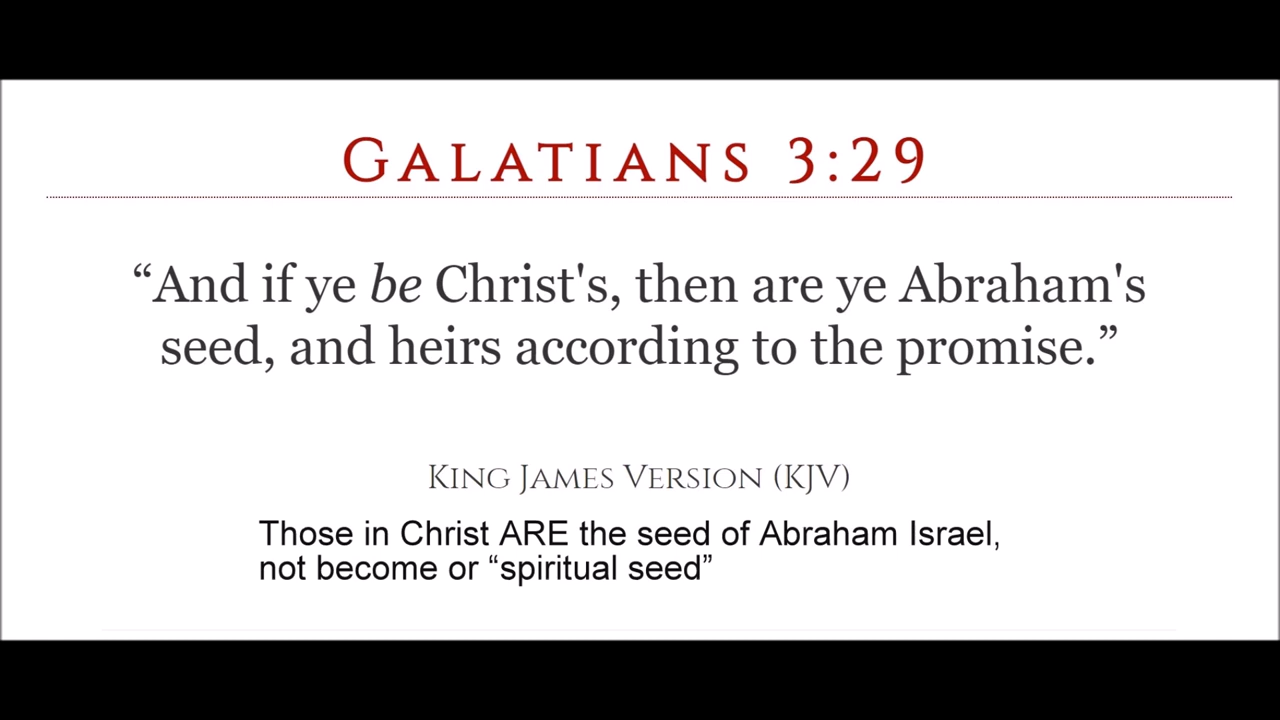 GALATIANS 3:29
“And if ye be Christ's, then are ye Abraham's
seed, and heirs according to the promise.”
KING JAMES VERSION (KJV)
Those in Christ ARE the seed of Abraham Israel,
not become or “spiritual seed”